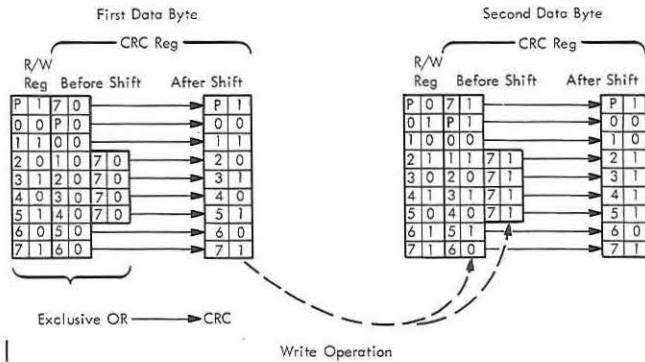 First Data Byte
CRC Reg
R/W
Reg Before Shift After Shift
P 1 7 0 P 1
0 0 P 0 0 0
1 1 0 0 1 1
2 0 1 0 7 0 2 0
3 1 2 0 7 0 3 1
4 0 3 0 7 0 4 0
5 1 4 0 7 0 5 1
6 0 5 0 6 0
7 1 6 0 7 1
Exclusive OR CRC
Second Data Byte
CRC Reg
R/W
Reg Before Shift After Shift
P 0 7 1 P 1
0 1 P 1 0 0
1 0 0 0 1 0
2 1 1 1 7 1 2 1
3 0 2 0 7 1 3 1
4 1 3 1 7 1 4 1
5 0 4 0 7 1 5 1
6 1 5 1 6 0
7 1 6 0 7 1
Write Operation